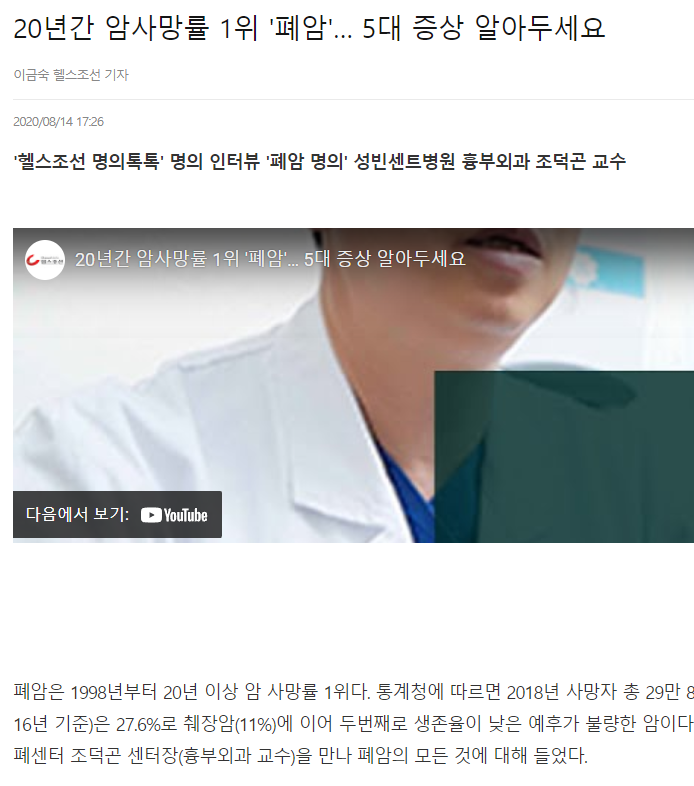 20년간 암사망률 1위 '폐암'... 5대 증상 알아두세요
이금숙 헬스조선 기자
2020/08/14 17:26
'헬스조선 명의톡톡' 명의 인터뷰 '폐암 명의' 성빈센트병원 흉부외과 조덕곤 교수
헬스조선
20년간 암사망률 1위 '폐암'... 5대 증상 알아두세요
다음에서 보기: YouTube
폐암은 1998년부터 20년 이상 암 사망률 1위다. 통계청에 따르면 2018년 사망자 총 29만 8
16년 기준)은 27.6%로 췌장암(11%)에 이어 두번째로 생존율이 낮은 예후가 불량한 암이다
폐센터 조덕곤 센터장(흉부외과 교수)을 만나 폐암의 모든 것에 대해 들었다.